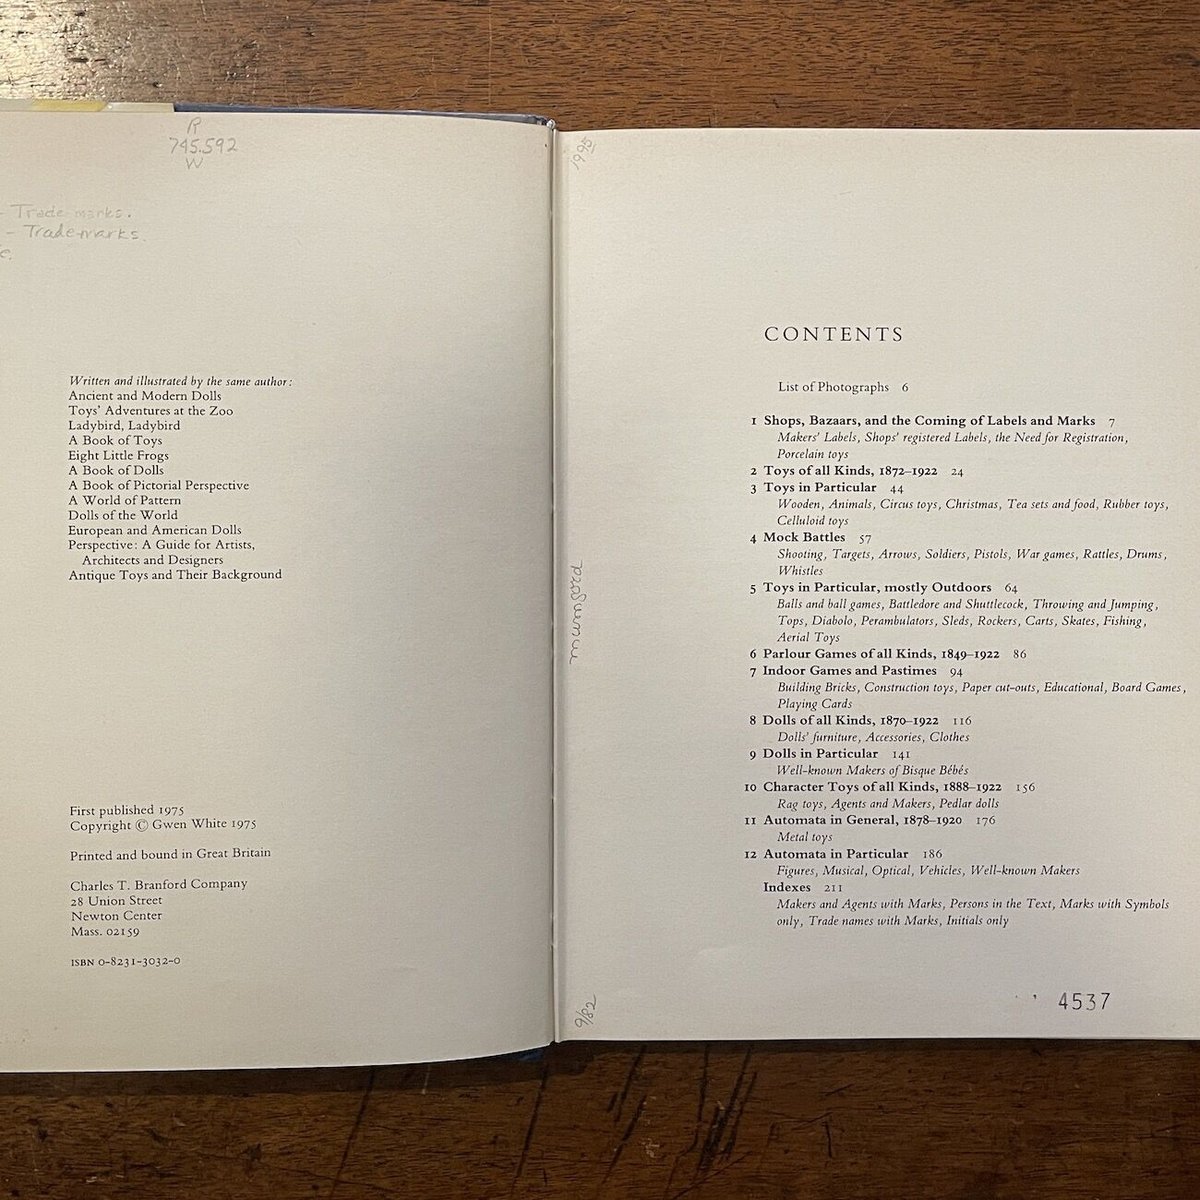 R
745.592
W
- Trade marks.
- Trademarks.
Written and illustrated by the same author:
Ancient and Modern Dolls
Toys' Adventures at the Zoo
Ladybird, Ladybird
A Book of Toys
Eight Little Frogs
A Book of Dolls
A Book of Pictorial Perspective
A World of Pattern
Dolls of the World
European and American Dolls
Perspective: A Guide for Artists,
Architects and Designers
Antique Toys and Their Background
First published 1975
Copyright © Gwen White 1975
Printed and bound in Great Britain
Charles T. Branford Company
28 Union Street
Newton Center
Mass. 02159
ISBN 0-8231-3032-0
1995
9/82
CONTENTS
List of Photographs 6
1 Shops, Bazaars, and the Coming of Labels and Marks 7
Makers' Labels, Shops' registered Labels, the Need for Registration,
Porcelain toys
2 Toys of all Kinds, 1872–1922 24
3 Toys in Particular 44
Wooden, Animals, Circus toys, Christmas, Tea sets and food, Rubber toys,
Celluloid toys
4 Mock Battles 57
Shooting, Targets, Arrows, Soldiers, Pistols, War games, Rattles, Drums,
Whistles
5 Toys in Particular, mostly Outdoors 64
Balls and ball games, Battledore and Shuttlecock, Throwing and Jumping,
Tops, Diabolo, Perambulators, Sleds, Rockers, Carts, Skates, Fishing,
Aerial Toys
6 Parlour Games of all Kinds, 1849–1922 86
7 Indoor Games and Pastimes 94
Building Bricks, Construction toys, Paper cut-outs, Educational, Board Games,
Playing Cards
8 Dolls of all Kinds, 1870–1922 116
Dolls' furniture, Accessories, Clothes
9 Dolls in Particular 141
Well-known Makers of Bisque Bébés
10 Character Toys of all Kinds, 1888–1922 156
Rag toys, Agents and Makers, Pedlar dolls
11 Automata in General, 1878–1920 176
Metal toys
12 Automata in Particular 186
Figures, Musical, Optical, Vehicles, Well-known Makers
Indexes 211
Makers and Agents with Marks, Persons in the Text, Marks with Symbols
only, Trade names with Marks, Initials only
4537